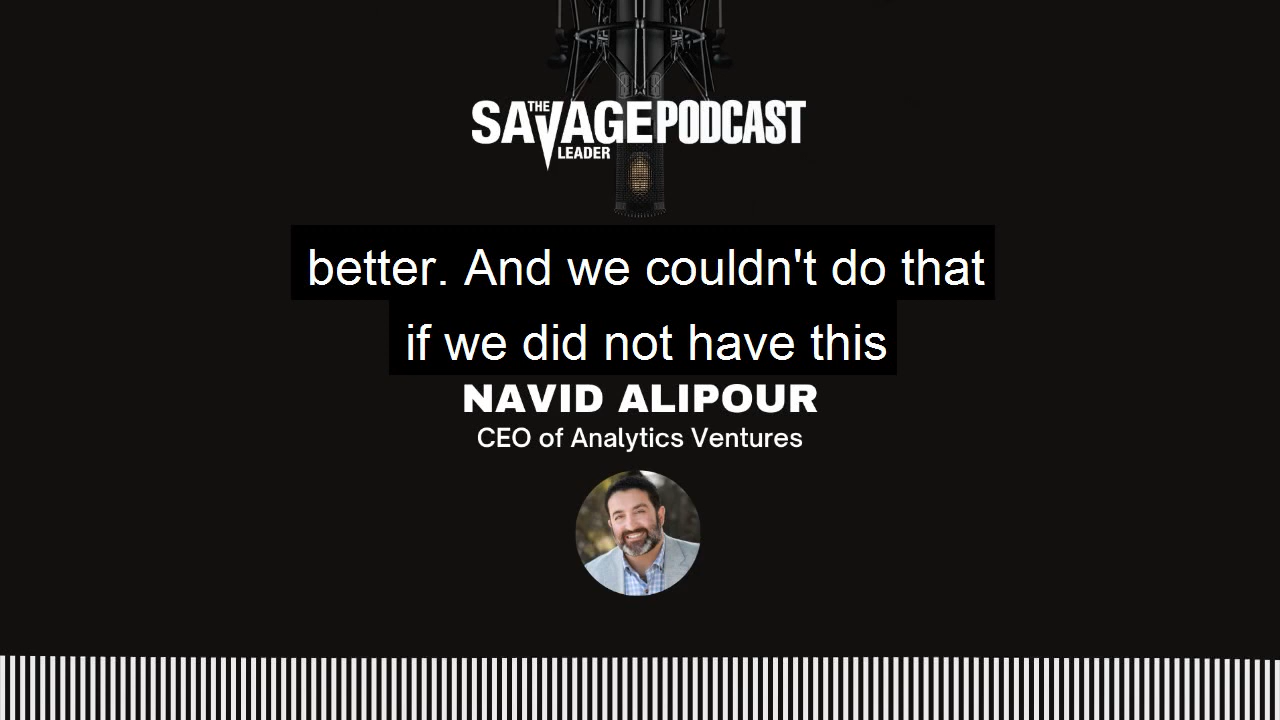 THE
SAVAGE PODCAST
LEADER
better. And we couldn't do that
if we did not have this
NAVID ALIPOUR
CEO of Analytics Ventures